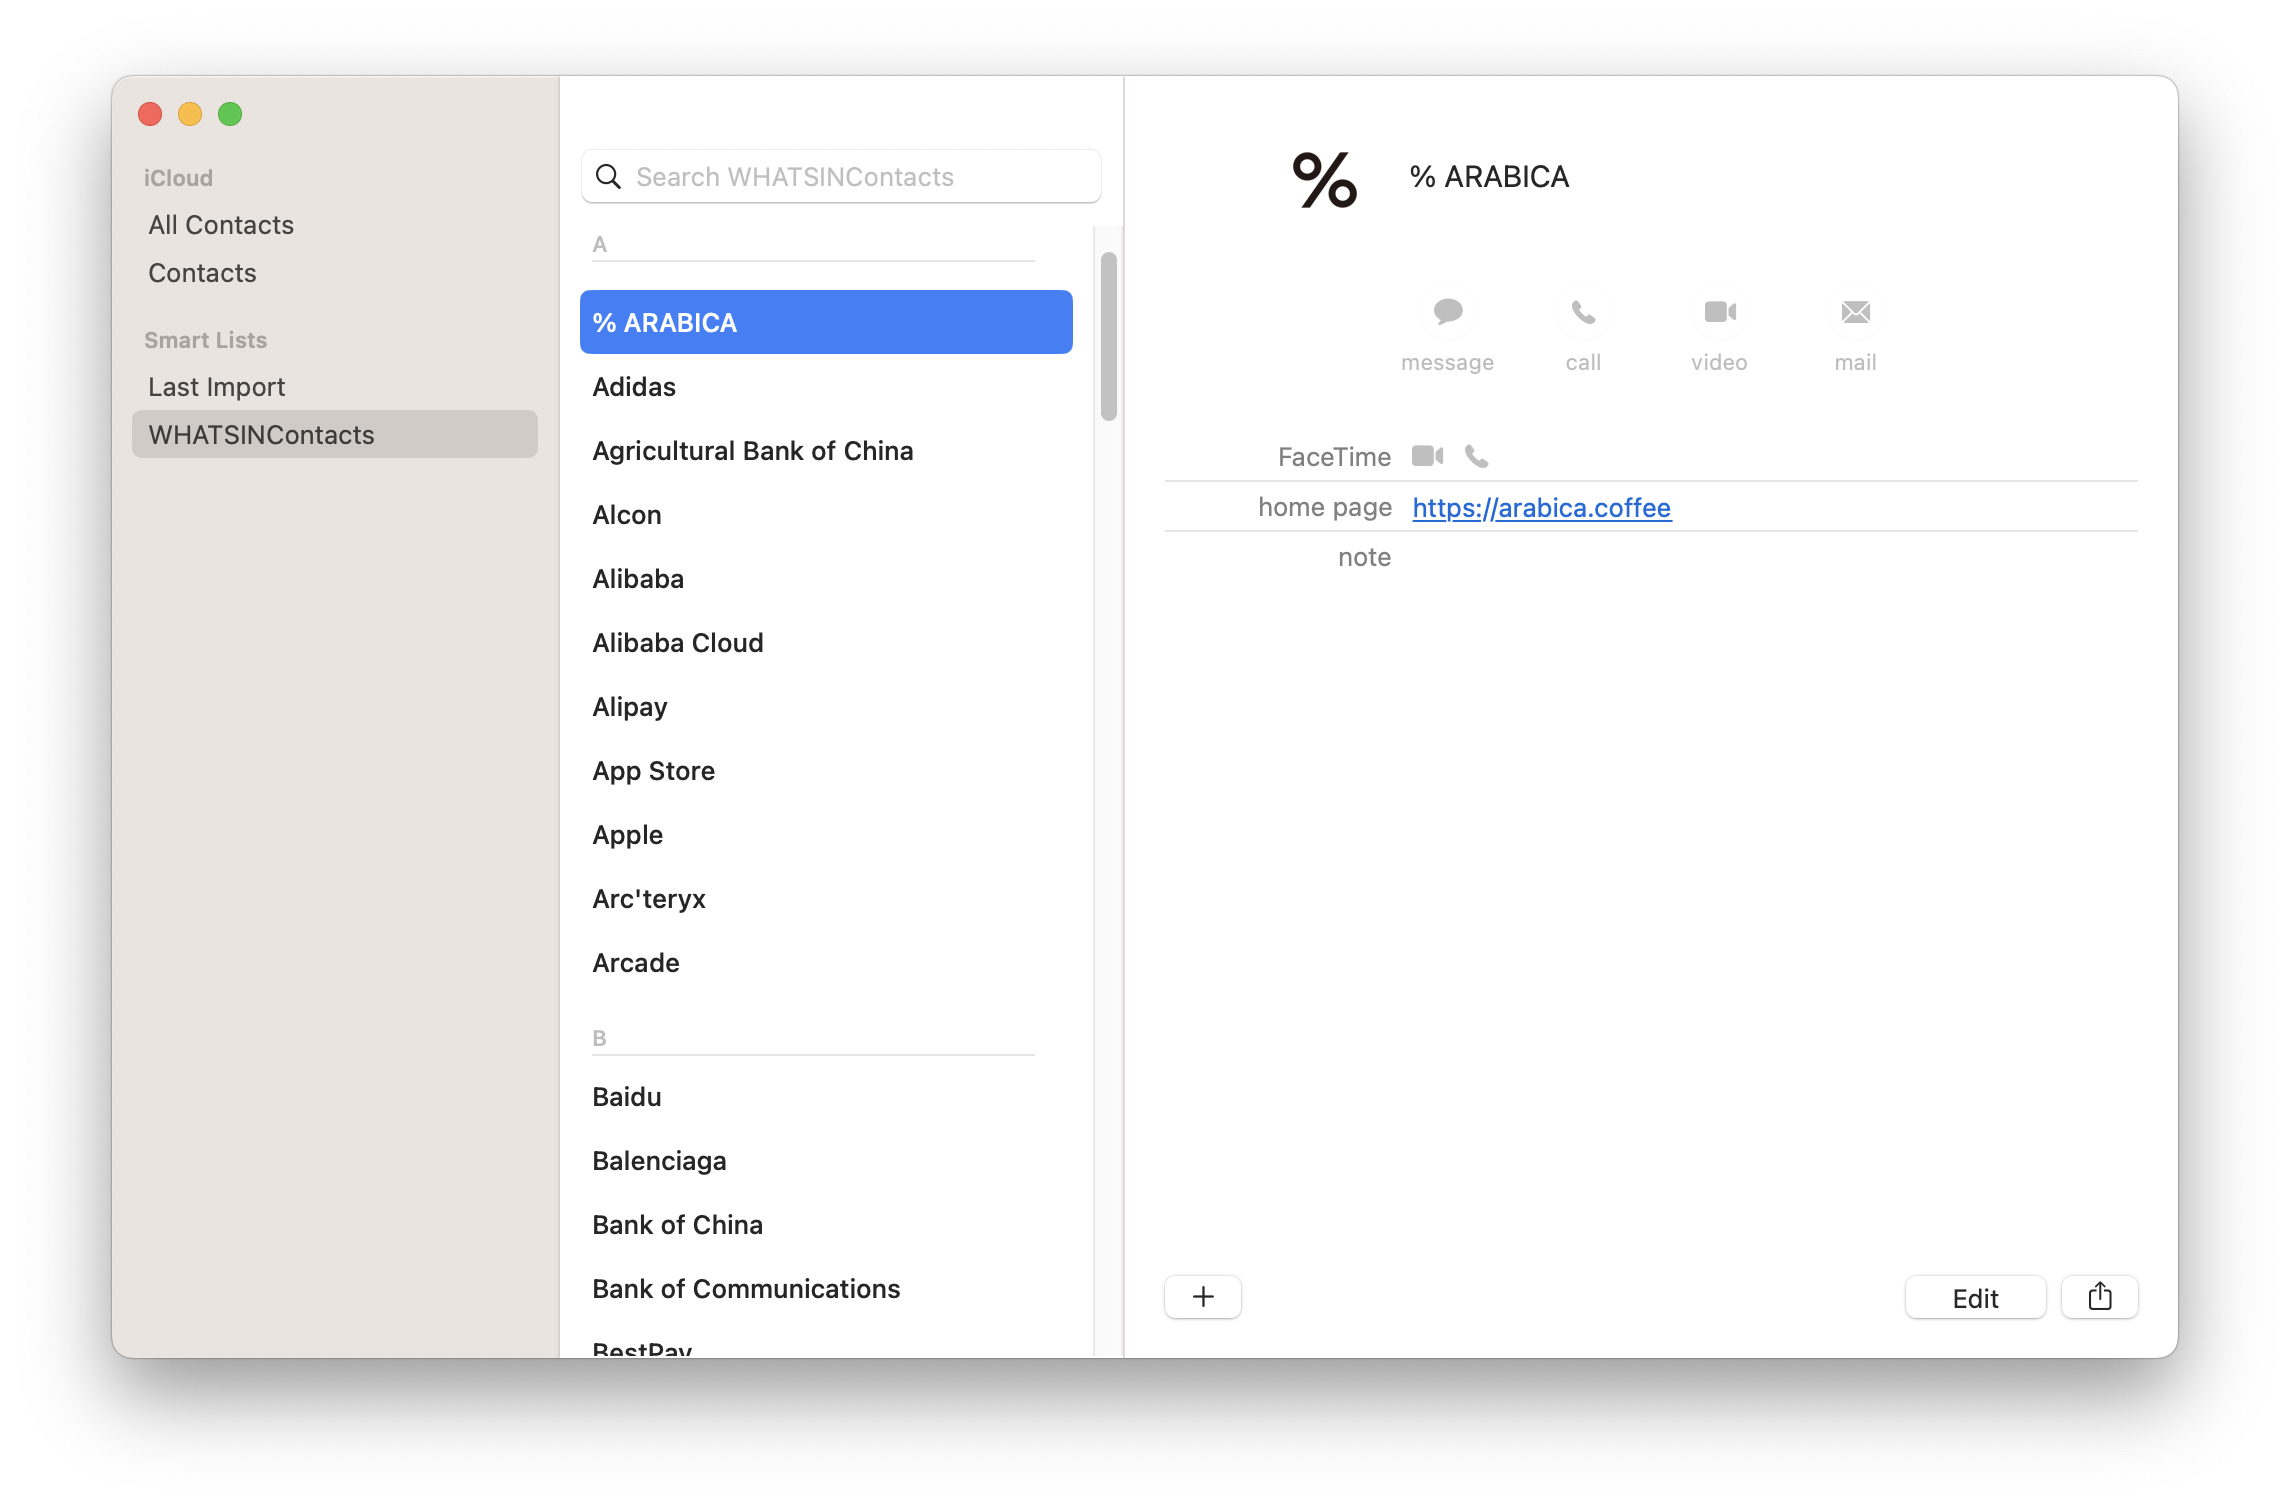 iCloud
All Contacts
Contacts
Smart Lists
Last Import
WHATSINContacts
Search WHATSINContacts
A
% ARABICA
Adidas
Agricultural Bank of China
Alcon
Alibaba
Alibaba Cloud
Alipay
App Store
Apple
Arc'teryx
Arcade
B
Baidu
Balenciaga
Bank of China
Bank of Communications
BestPay
%
% ARABICA
message call video mail
FaceTime
home page https://arabica.coffee
note
+
Edit